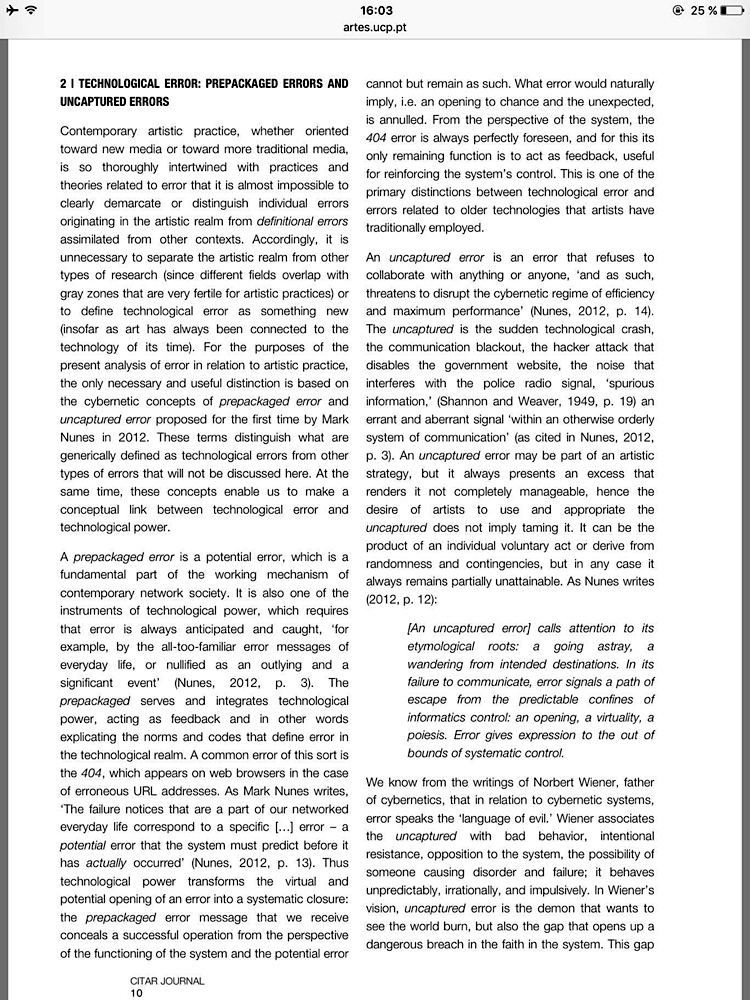 16:03
25 %
artes.ucp.pt
2 | TECHNOLOGICAL ERROR: PREPACKAGED ERRORS AND
UNCAPTURED ERRORS
Contemporary artistic practice, whether oriented
toward new media or toward more traditional media,
is so thoroughly intertwined with practices and
theories related to error that it is almost impossible to
clearly demarcate or distinguish individual errors
originating in the artistic realm from definitional errors
assimilated from other contexts. Accordingly, it is
unnecessary to separate the artistic realm from other
types of research (since different fields overlap with
gray zones that are very fertile for artistic practices) or
to define technological error as something new
(insofar as art has always been connected to the
technology of its time). For the purposes of the
present analysis of error in relation to artistic practice,
the only necessary and useful distinction is based on
the cybernetic concepts of prepackaged error and
uncaptured error proposed for the first time by Mark
Nunes in 2012. These terms distinguish what are
generically defined as technological errors from other
types of errors that will not be discussed here. At the
same time, these concepts enable us to make a
conceptual link between technological error and
technological power.
A prepackaged error is a potential error, which is a
fundamental part of the working mechanism of
contemporary network society. It is also one of the
instruments of technological power, which requires
that error is always anticipated and caught, ‘for
example, by the all-too-familiar error messages of
everyday life, or nullified as an outlying and a
significant event’ (Nunes, 2012, p. 3). The
prepackaged serves and integrates technological
power, acting as feedback and in other words
explicating the norms and codes that define error in
the technological realm. A common error of this sort is
the 404, which appears on web browsers in the case
of erroneous URL addresses. As Mark Nunes writes,
‘The failure notices that are a part of our networked
everyday life correspond to a specific [...] error – a
potential error that the system must predict before it
has actually occurred’ (Nunes, 2012, p. 13). Thus
technological power transforms the virtual and
potential opening of an error into a systematic closure:
the prepackaged error message that we receive
conceals a successful operation from the perspective
of the functioning of the system and the potential error
cannot but remain as such. What error would naturally
imply, i.e. an opening to chance and the unexpected,
is annulled. From the perspective of the system, the
404 error is always perfectly foreseen, and for this its
only remaining function is to act as feedback, useful
for reinforcing the system’s control. This is one of the
primary distinctions between technological error and
errors related to older technologies that artists have
traditionally employed.
An uncaptured error is an error that refuses to
collaborate with anything or anyone, ‘and as such,
threatens to disrupt the cybernetic regime of efficiency
and maximum performance’ (Nunes, 2012, p. 14).
The uncaptured is the sudden technological crash,
the communication blackout, the hacker attack that
disables the government website, the noise that
interferes with the police radio signal, ‘spurious
information,’ (Shannon and Weaver, 1949, p. 19) an
errant and aberrant signal ‘within an otherwise orderly
system of communication’ (as cited in Nunes, 2012,
p. 3). An uncaptured error may be part of an artistic
strategy, but it always presents an excess that
renders it not completely manageable, hence the
desire of artists to use and appropriate the
uncaptured does not imply taming it. It can be the
product of an individual voluntary act or derive from
randomness and contingencies, but in any case it
always remains partially unattainable. As Nunes writes
(2012, p. 12):
[An uncaptured error] calls attention to its
etymological roots: a going astray, a
wandering from intended destinations. In its
failure to communicate, error signals a path of
escape from the predictable confines of
informatics control: an opening, a virtuality, a
poiesis. Error gives expression to the out of
bounds of systematic control.
We know from the writings of Norbert Wiener, father
of cybernetics, that in relation to cybernetic systems,
error speaks the ‘language of evil.’ Wiener associates
the uncaptured with bad behavior, intentional
resistance, opposition to the system, the possibility of
someone causing disorder and failure; it behaves
unpredictably, irrationally, and impulsively. In Wiener’s
vision, uncaptured error is the demon that wants to
see the world burn, but also the gap that opens up a
dangerous breach in the faith in the system. This gap
CITAR JOURNAL
10